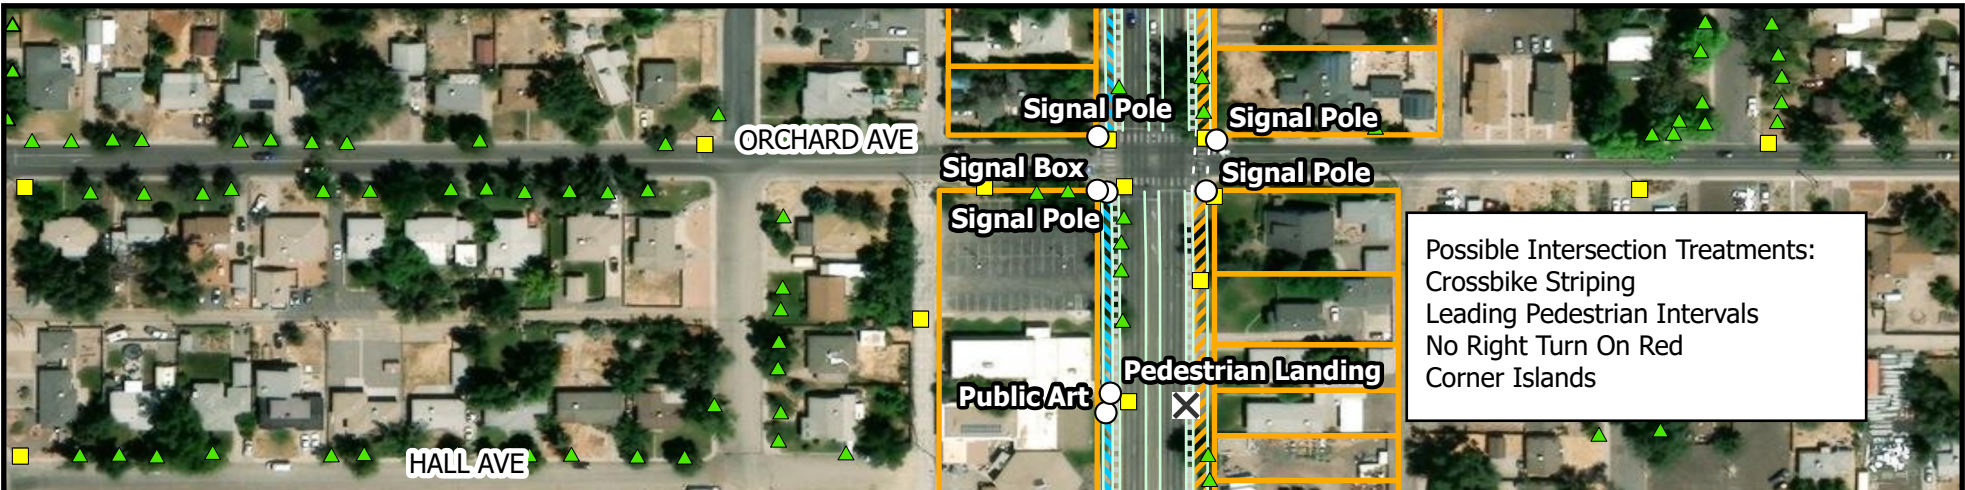 Signal Pole
Signal Pole
ORCHARD AVE
Signal Box
Signal Pole
Signal Pole
Possible Intersection Treatments:
Crossbike Striping
Leading Pedestrian Intervals
No Right Turn On Red
Corner Islands
Pedestrian Landing
Public Art
HALL AVE